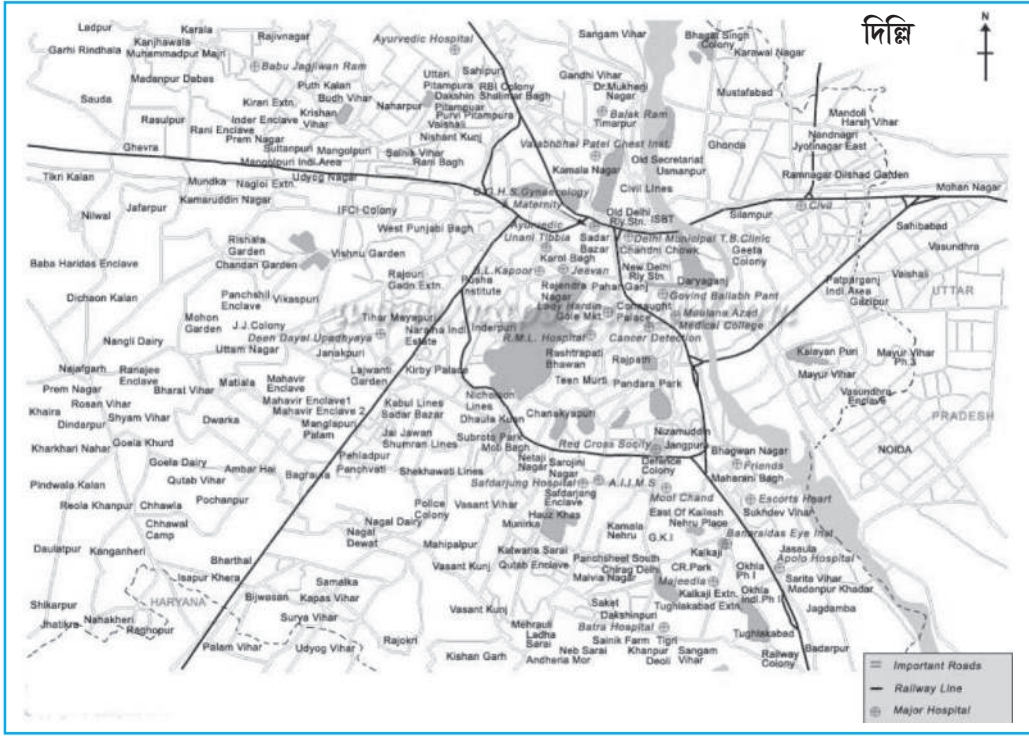 দিল্লি
N
Ladpur
Karala
Garhi Rindhala
Kanjhawala
Muhammadpur Majri
Rajivnagar
Ayurvedic Hospital
Sangam Vihar
Bhagat Singh
Colony
Karawal Nagar
Babu Jagjiwan Ram
Madanpur Dabas
Puth Kalan
Uttari
Pitampura
Sahipur
RBI Colony
Gandhi Vihar
Dr.Mukherji
Nagar
Mustafabad
Sauda
Kirari Extn.
Budh Vihar
Dakshin
Shalimar Bagh
Pitampuar
Purvi Pitampura
Naharpur
Balak Ram
Timarpur
Mandoli
Harsh Vihar
Rasulpur
Inder Enclave
Krishan
Vihar
Rani Enclave
Vaishali
Nandnagri
Jyotinagar East
Prem Nagar
Nishant Kunj
Valabhbhai Patel Chest Inst.
Ghonda
Ghevra
Sultanpuri
Mangolpuri
Sainik Vihar
Old Secretariat
Mangolpuri Indl.Area
Rani Bagh
Kamala Nagar
Usmanpur
Ramnagar Dilshad Garden
Tikri Kalan
Mundka
Nagloi Extn.
Udyog Nagar
Civil Lines
Mohan Nagar
Kamaruddin Nagar
C.G.H.S.Gynaecology
& Maternity
Nilwal
Jafarpur
IFCI Colony
Old Delhi
Rly Stn.
ISBT
Silampur
Civil
West Punjabi Bagh
Ayurvedic
Unani Tibbia
Sadar
Bazar
Delhi Municipal T.B.Clinic
Sahibabad
Rishala
Garden
Chandan Garden
Vishnu Garden
Karol Bagh
Chandni Chowk
Geeta
Colony
Vasundhra
Baba Haridas Enclave
B.L.Kapoor
Jeevan
New Delhi
Rly Stn.
Rajouri
Gadn Extn.
Pusha
Institute
Rajendra
Nagar
Pahar Ganj
Daryaganj
Patparganj
Indl.Area
Vaishali
Dichaon Kalan
Panchshil
Enclave
Vikaspuri
Govind Ballabh Pant
Gazipur
UTTAR
Mohon
Garden
J.J.Colony
Tihar
Mayapuri
Lady Hardin
Gole Mkt.
Connaught
Palace
Maulana Azad
Medical College
Deen Dayal Upadhyaya
Naraina Indl
Estate
Inderpuri
R.M.L. Hospital
Cancer Detection
Nangli Dairy
Uttam Nagar
Janakpuri
Rashtrapati
Bhawan
Rajpath
Kalayan Puri
Mayur Vihar
Ph.3
Najafgarh
Ranajee
Enclave
Lajwanti
Garden
Kirby Palace
Teen Murti
Pandara Park
Mayur Vihar
Prem Nagar
Bharat Vihar
Matiala
Mahavir
Enclave
Nicholson
Lines
Vasundhra
Enclave
Rosan Vihar
Mahavir Enclave1
Kabul Lines
Khaira
Dindarpur
Shyam Vihar
Dwarka
Mahavir Enclave 2
Sadar Bazar
Dhaula Kuan
Chanakyapuri
PRADESH
Manglapuri
Palam
Jai Jawan
Nizamuddin
Kharkhari Nahar
Goela Khurd
Shumran Lines
Subroto Park
Moti Bagh
Red Cross Socity
Jangpura
NOIDA
Pehladpur
Bhagwan Nagar
Goela Dairy
Ambar Hai
Panchvati
Netaji
Nagar
Sarojini
Nagar
Defance
Colony
Friends
Pindwala Kalan
Qutab Vihar
Bagraula
Shekhawati Lines
Safdarjung Hospital
A.I.I.M.S
Maharani Bagh
Pochanpur
Safdarjang
Enclave
Mool Chand
Escorts Heart
Reola Khanpur
Chhawla
Police
Colony
Vasant Vihar
Hauz Khas
East Of Kailesh
Sukhdev Vihar
Chhawal
Camp
Nagal Dairy
Munirka
Kamala
Nehru
Nehru Place
Nagal
Dewat
G.K.I
Banarsidas Eye Inst
Daulatpur
Kanganheri
Mahipalpur
Katwaria Sarai
Kalkaji
Jasaula
Bharthal
Panchsheel South
Apolo Hospital
Vasant Kunj
Qutab Enclave
Chirag Delhi
CR.Park
Okhla
Ph I
Isapur Khera
Samalka
Malvia Nagar
Majeedia
Sarita Vihar
Madanpur Khadar
Kalkaji Extn.
Okhla
Indl.Ph II
Shikarpur
HARYANA
Bijwasan
Kapas Vihar
Vasant Kunj
Saket
Tughlakabad Extn.
Jagdamba
Jhatikra
Nahakheri
Surya Vihar
Dakshinpuri
Raghopur
Mehrauli
Batra Hospital
Rajokri
Ladha
Sarai
Sainik Farm
Tigri
Tughlakabad
Palam Vihar
Udyog Vihar
Neb Sarai
Khanpur
Sangam
Vihar
Railway
Colony
Badarpur
Kishan Garh
Andheria Mor
Deoli
Important Roads
Railway Line
Major Hospital